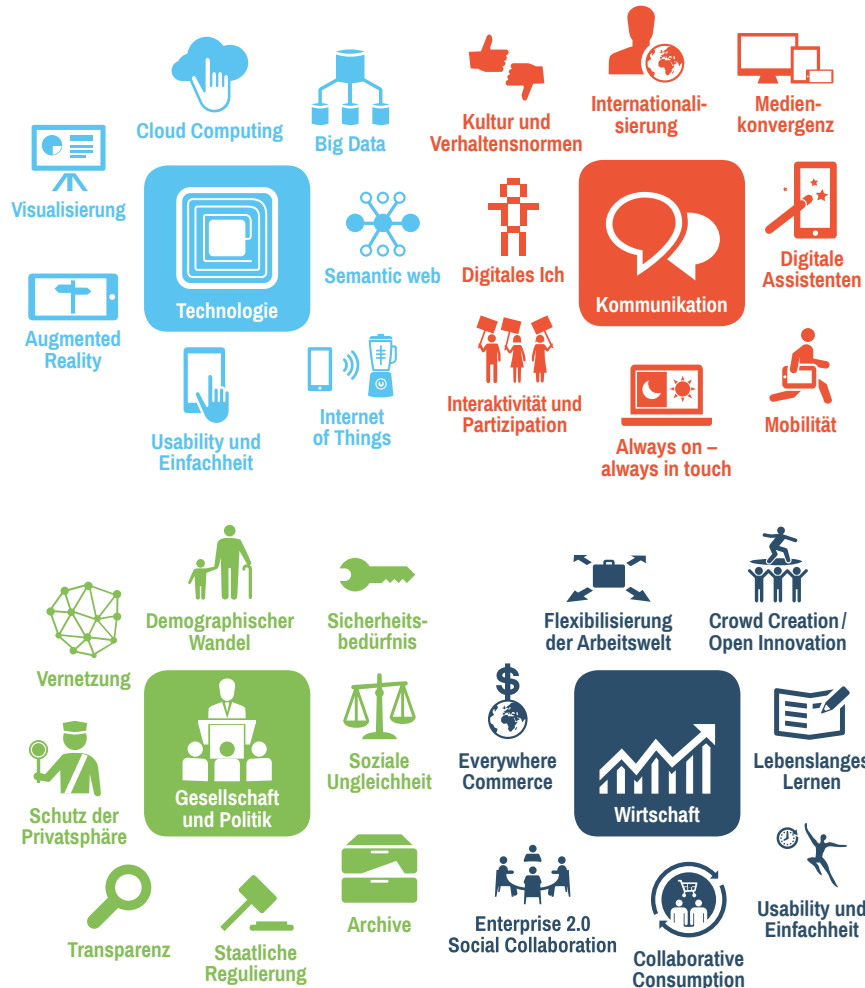 Cloud Computing
Big Data
Visualisierung
Technologie
Semantic web
Augmented
Reality
Usability und
Einfachheit
Internet
of Things
Kultur und
Verhaltensnormen
Internationali-
sierung
Medien-
konvergenz
Digitales Ich
Kommunikation
Digitale
Assistenten
Interaktivität und
Partizipation
Always on –
always in touch
Mobilität
Demographischer
Wandel
Sicherheits-
bedürfnis
Vernetzung
Gesellschaft
und Politik
Soziale
Ungleichheit
Schutz der
Privatsphäre
Transparenz
Staatliche
Regulierung
Archive
Flexibilisierung
der Arbeitswelt
Crowd Creation /
Open Innovation
$
Everywhere
Commerce
Wirtschaft
Lebenslanges
Lernen
Enterprise 2.0
Social Collaboration
Collaborative
Consumption
Usability und
Einfachheit